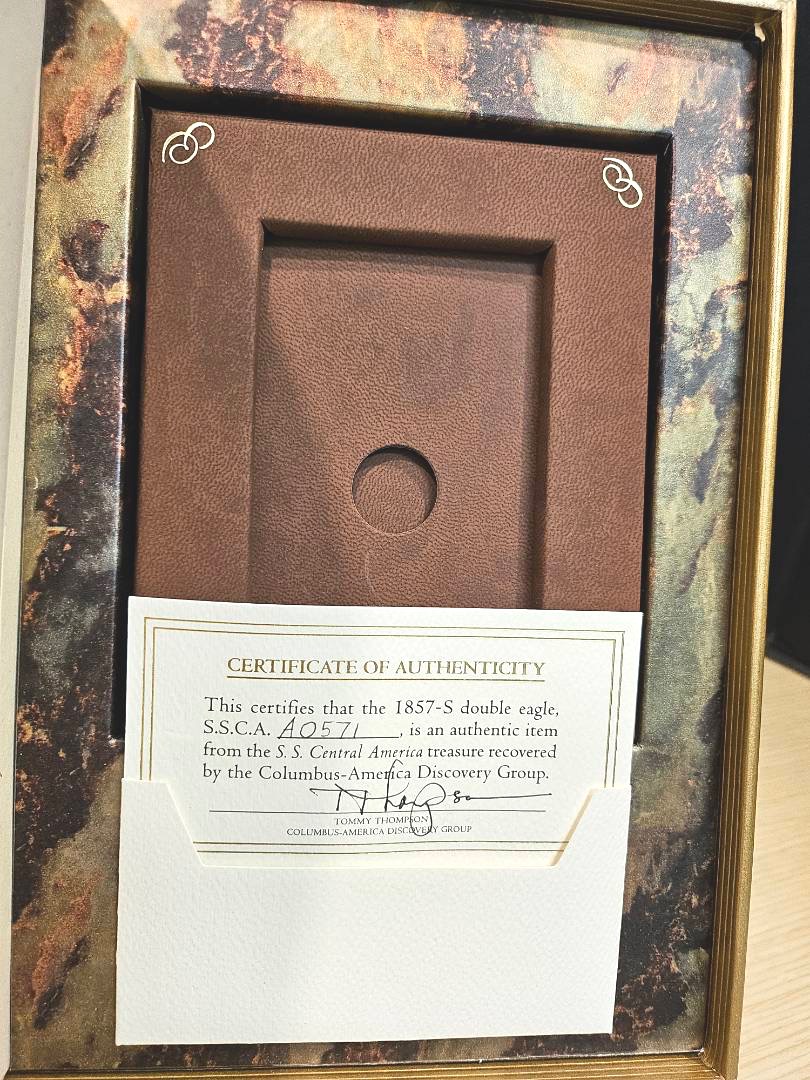 CERTIFICATE OF AUTHENTICITY
This certifies that the 1857-S double eagle,
S.S.C.A. A0571, is an authentic item
from the S. S. Central America treasure recovered
by the Columbus-America Discovery Group.
T Thompson
TOMMY THOMPSON
COLUMBUS-AMERICA DISCOVERY GROUP